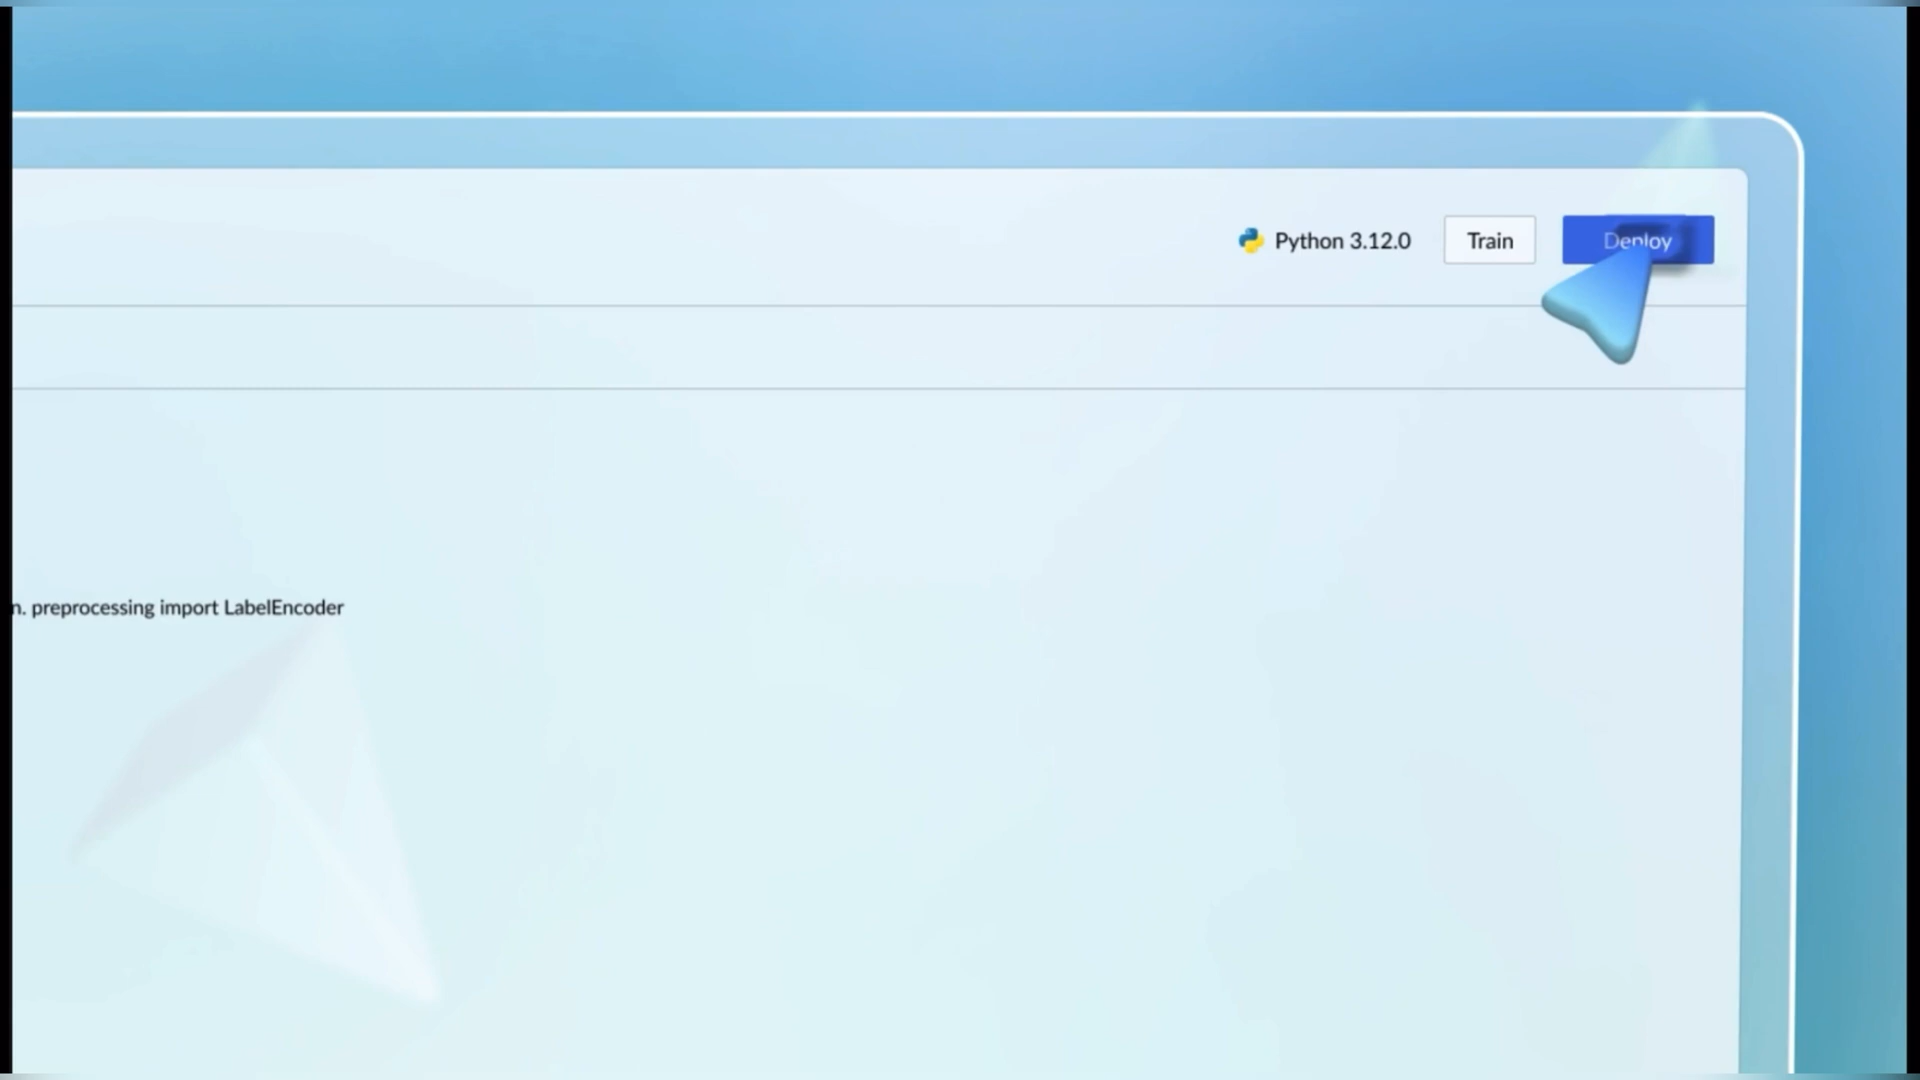 Python 3.12.0
Train
Deploy
n. preprocessing import LabelEncoder